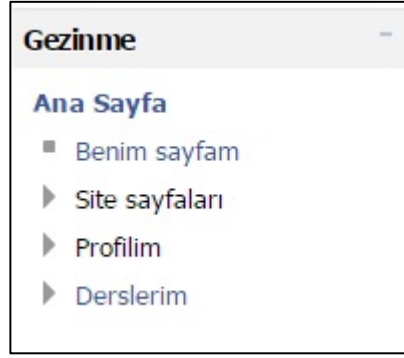 Gezinme
Ana Sayfa
Benim sayfam
Site sayfaları
Profilim
Derslerim